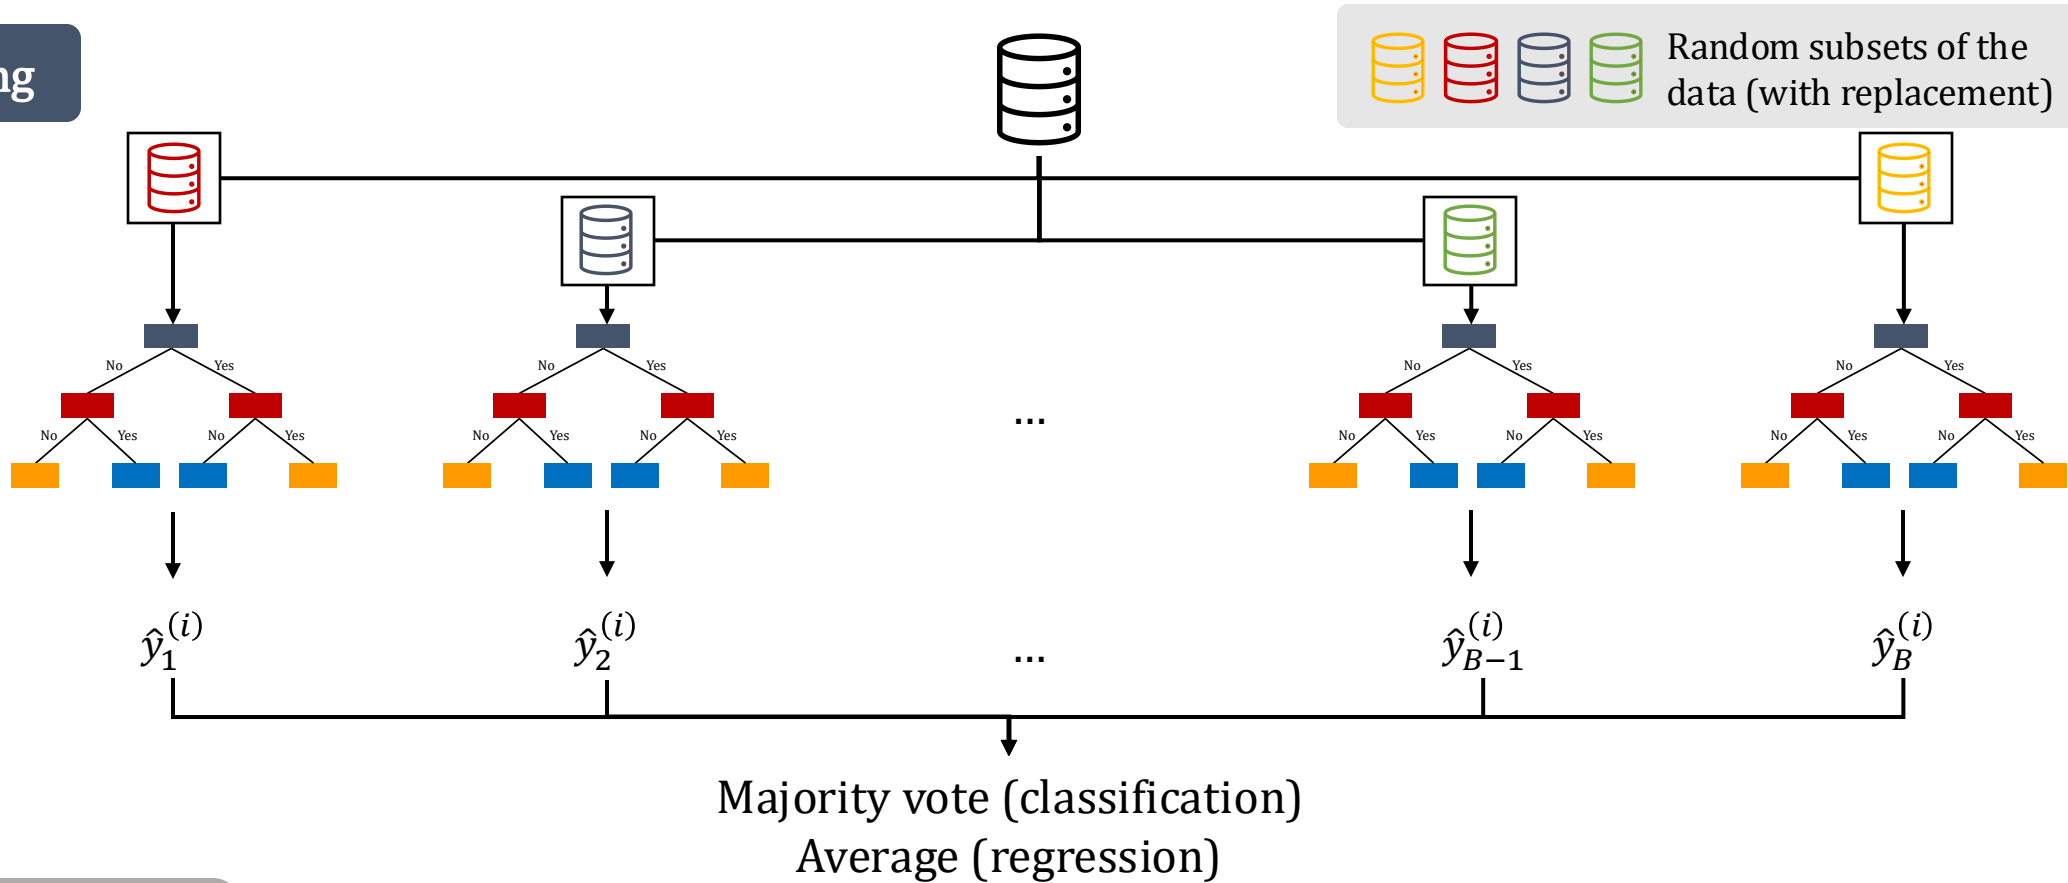 ng
Random subsets of the
data (with replacement)
No Yes No Yes No Yes No Yes
No Yes No Yes No Yes No Yes No Yes No Yes No Yes No Yes
... 
ŷ₁⁽ⁱ⁾ ŷ₂⁽ⁱ⁾ ... ŷ_{B−1}⁽ⁱ⁾ ŷ_B⁽ⁱ⁾
Majority vote (classification)
Average (regression)